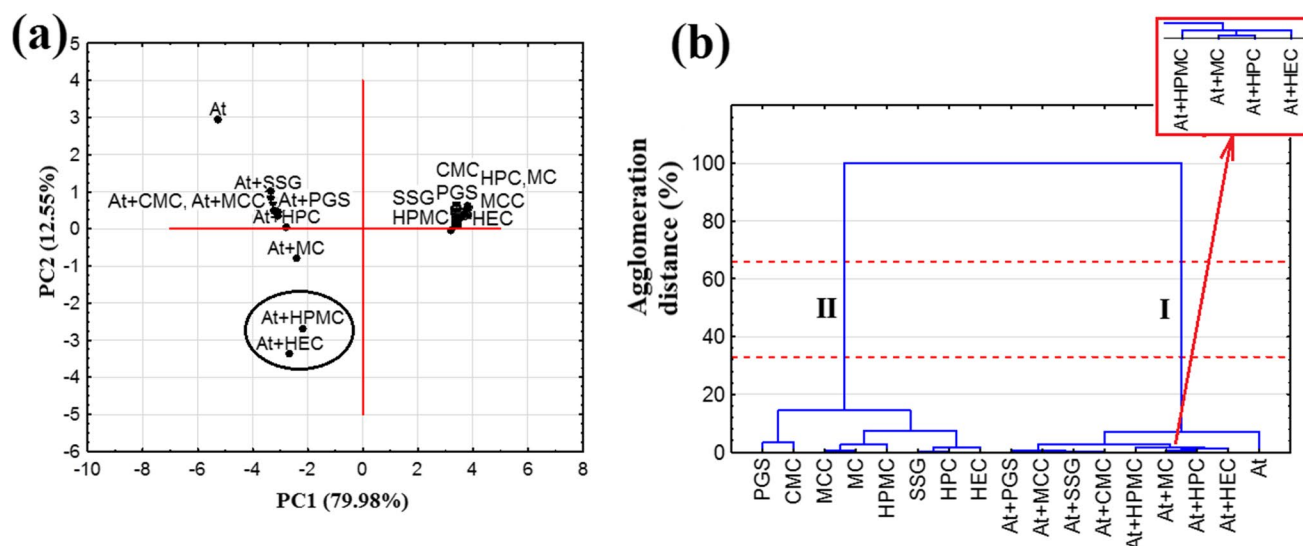 (a)
5
4
3
2
1
0
-1
-2
-3
-4
-5
-6
PC2 (12.55%)
At
At+SSG
At+CMC, At+MCC
At+PGS
At+HPC
At+MC
At+HPMC
At+HEC
CMC
HPC,MC
SSG
PGS
MCC
HPMC
HEC
-10
-8
-6
-4
-2
0
2
4
6
8
PC1 (79.98%)
(b)
Agglomeration
distance (%)
100
80
60
40
20
0
II
I
At+HPMC
At+MC
At+HPC
At+HEC
PGS
CMC
MCC
MC
HPMC
SSG
HPC
HEC
At+PGS
At+MCC
At+SSG
At+CMC
At+HPMC
At+MC
At+HPC
At+HEC
At